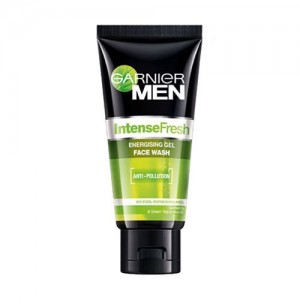 GARNIER
MEN
IntenseFresh
ENERGISING GEL
FACE WASH
ANTI-POLLUTION